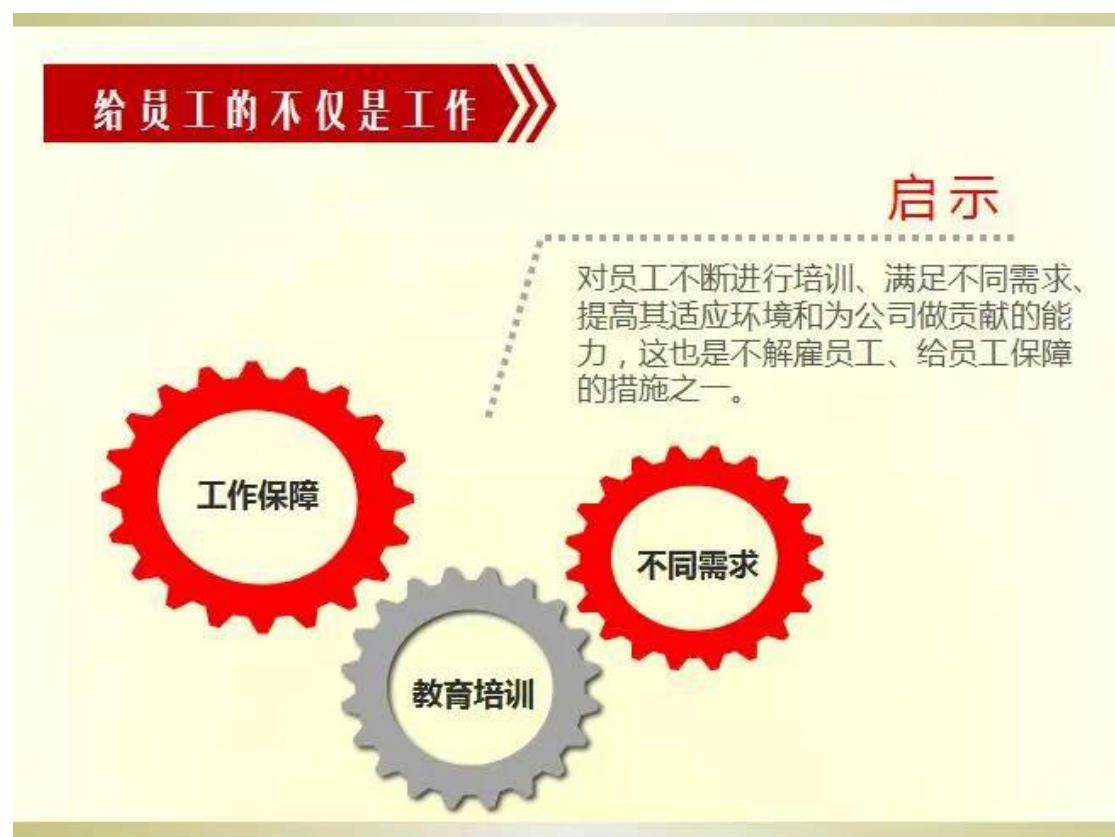 给员工的不仅是工作
启示
对员工不断进行培训、满足不同需求、
提高其适应环境和为公司做贡献的能
力，这也是不解雇员工、给员工保障
的措施之一。
工作保障
不同需求
教育培训